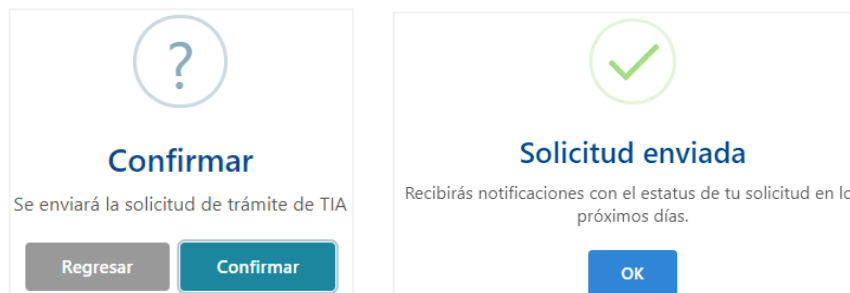 ?
Confirmar
Se enviará la solicitud de trámite de TIA
Regresar
Confirmar
Solicitud enviada
Recibirás notificaciones con el estatus de tu solicitud en
próximos días.
OK